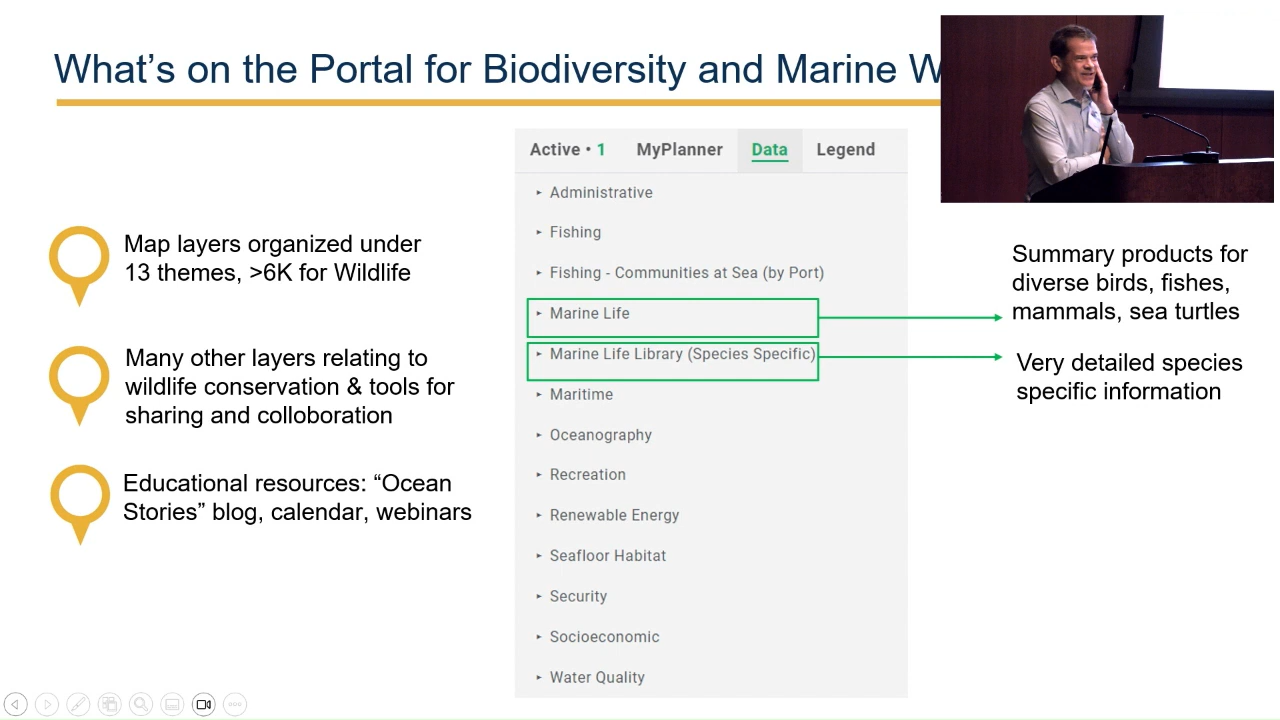 What's on the Portal for Biodiversity and Marine W
Map layers organized under
13 themes, >6K for Wildlife
Many other layers relating to
wildlife conservation & tools for
sharing and colloboration
Educational resources: “Ocean
Stories” blog, calendar, webinars
Active • 1 MyPlanner Data Legend
Administrative
Fishing
Fishing - Communities at Sea (by Port)
Marine Life
Marine Life Library (Species Specific)
Maritime
Oceanography
Recreation
Renewable Energy
Seafloor Habitat
Security
Socioeconomic
Water Quality
Summary products for
diverse birds, fishes,
mammals, sea turtles
Very detailed species
specific information